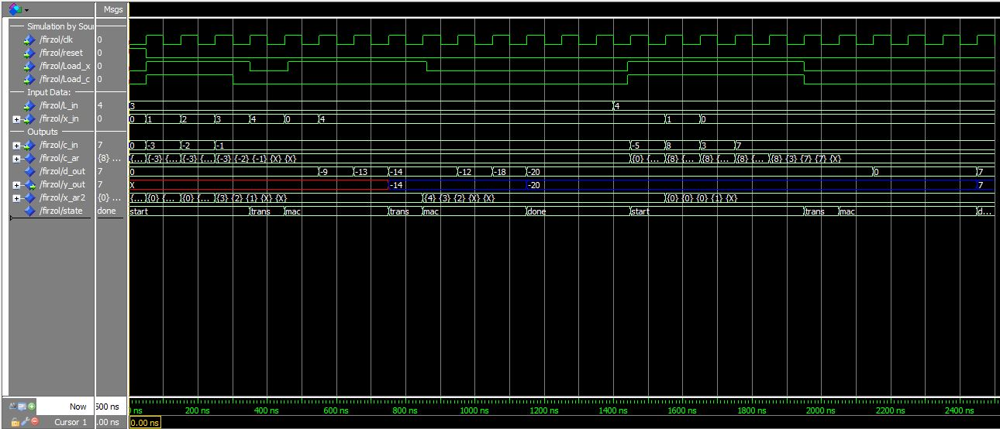 Msgs
Simulation by Sour
/firzol/clk 0
/firzol/reset 0
/firzol/Load_x 0
/firzol/Load_c 0
Input Data:
/firzol/L_in 4 3 4
/firzol/x_in 0 0 1 2 3 4 0 4 1 0
Outputs
/firzol/c_in 7 0 -3 -2 -1 -5 8 3 7
/firzol/c_ar {8} ... {... {-3} {... {-3} {... {-3} {-2} {-1} {X} {X} {0} {... {8} {... {8} {... {8} {... {8} {3} {7} {7} {X}
/firzol/d_out 7 0 -9 -13 -14 -12 -18 -20 0 7
/firzol/y_out 7 X -14 -20 7
/firzol/x_ar2 {0} ... {... {0} {... {0} {... {3} {2} {1} {X} {X} {4} {3} {2} {X} {X} {0} {0} {0} {1} {X}
/firzol/state done start trans mac trans mac done start trans mac d...
Now 500 ns ns 200 ns 400 ns 600 ns 800 ns 1000 ns 1200 ns 1400 ns 1600 ns 1800 ns 2000 ns 2200 ns 2400 ns
Cursor 1 .00 ns 0.00 ns